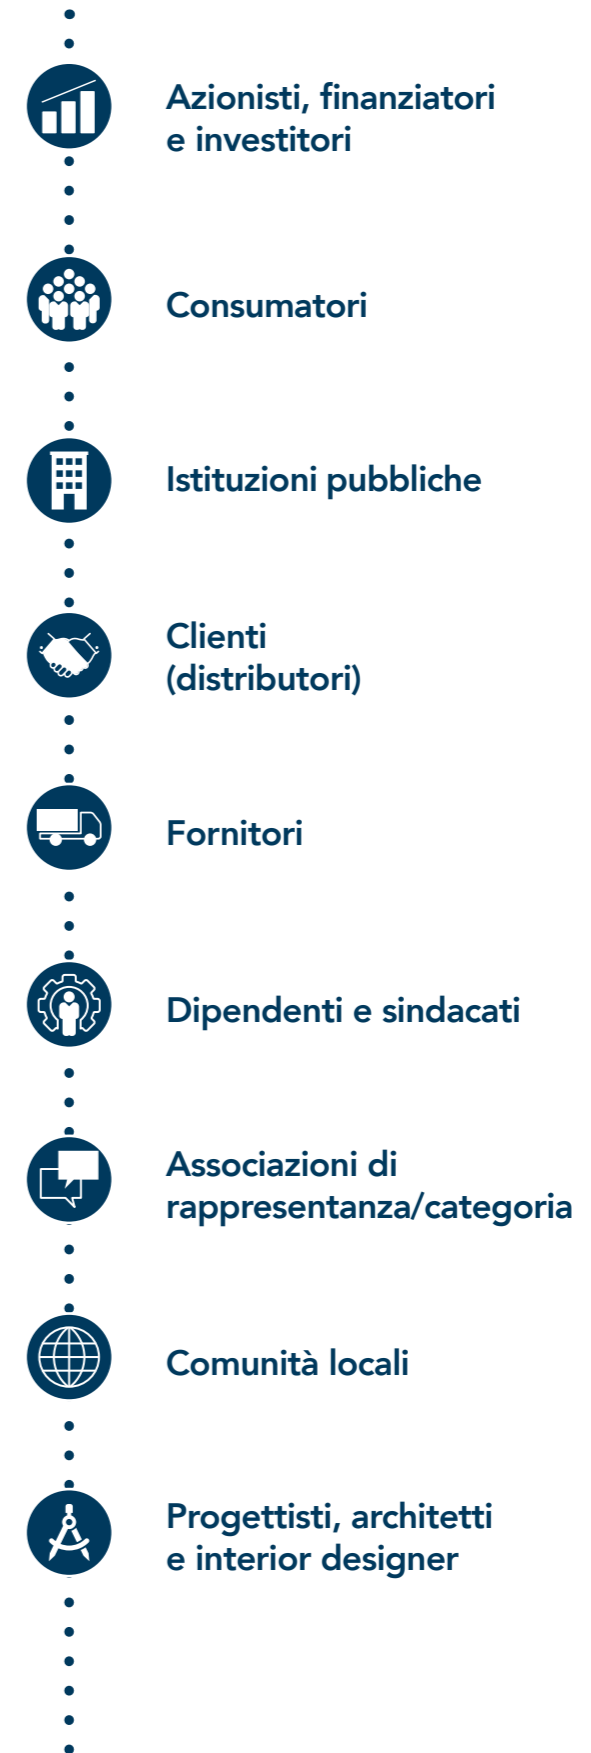 Azionisti, finanziatori
e investitori
Consumatori
Istituzioni pubbliche
Clienti
(distributori)
Fornitori
Dipendenti e sindacati
Associazioni di
rappresentanza/categoria
Comunità locali
Progettisti, architetti
e interior designer